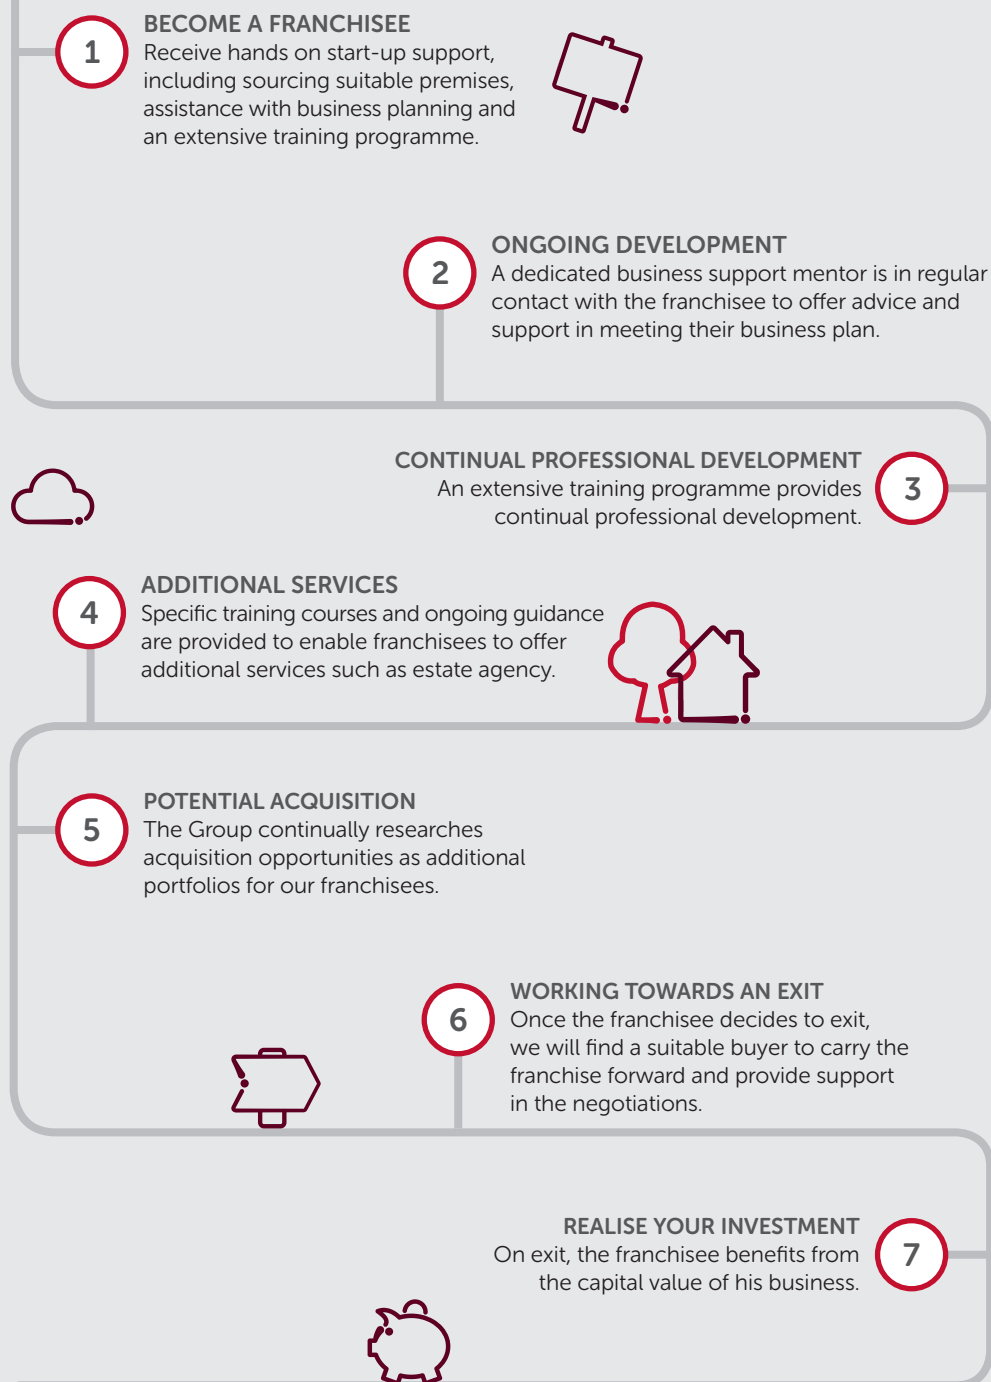 1
BECOME A FRANCHISEE
Receive hands on start-up support,
including sourcing suitable premises,
assistance with business planning and
an extensive training programme.
2
ONGOING DEVELOPMENT
A dedicated business support mentor is in regular
contact with the franchisee to offer advice and
support in meeting their business plan.
CONTINUAL PROFESSIONAL DEVELOPMENT
An extensive training programme provides
continual professional development.
3
4
ADDITIONAL SERVICES
Specific training courses and ongoing guidance
are provided to enable franchisees to offer
additional services such as estate agency.
5
POTENTIAL ACQUISITION
The Group continually researches
acquisition opportunities as additional
portfolios for our franchisees.
6
WORKING TOWARDS AN EXIT
Once the franchisee decides to exit,
we will find a suitable buyer to carry the
franchise forward and provide support
in the negotiations.
REALISE YOUR INVESTMENT
On exit, the franchisee benefits from
the capital value of his business.
7